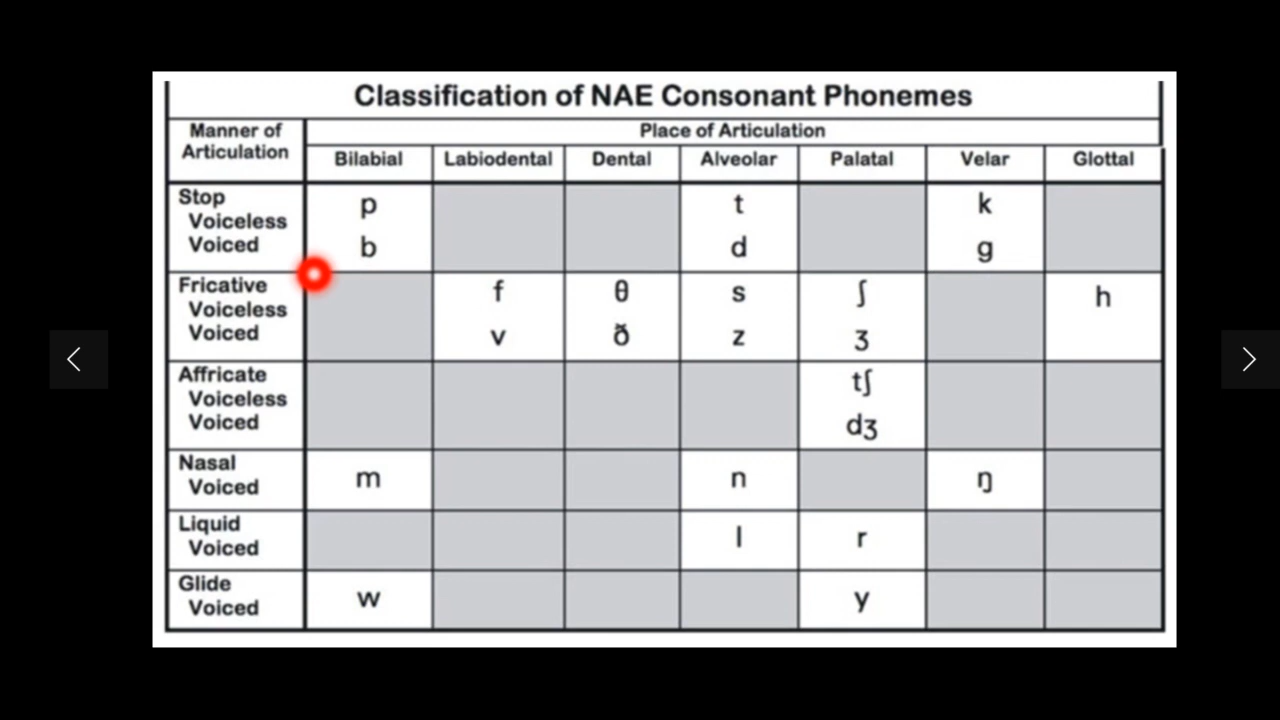 Classification of NAE Consonant Phonemes
Manner of Articulation
Place of Articulation
Bilabial Labiodental Dental Alveolar Palatal Velar Glottal
Stop
Voiceless p t k
Voiced b d g
Fricative
Voiceless f θ s ʃ h
Voiced v ð z ʒ
Affricate
Voiceless tʃ
Voiced dʒ
Nasal
Voiced m n ŋ
Liquid
Voiced l r
Glide
Voiced w y